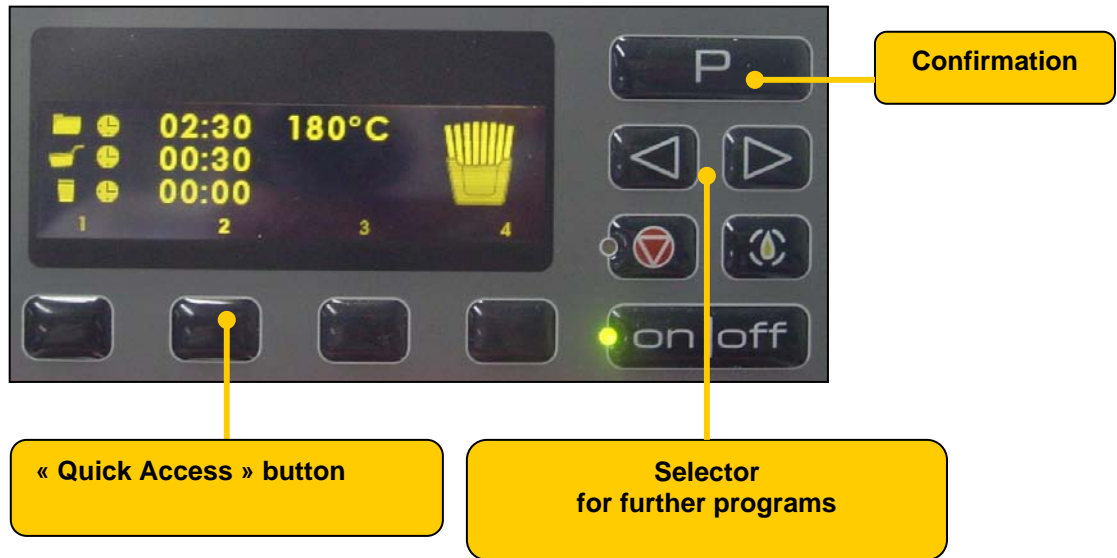 P
Confirmation
02:30 180°C
00:30
00:00
1 2 3 4
on off
« Quick Access » button
Selector
for further programs